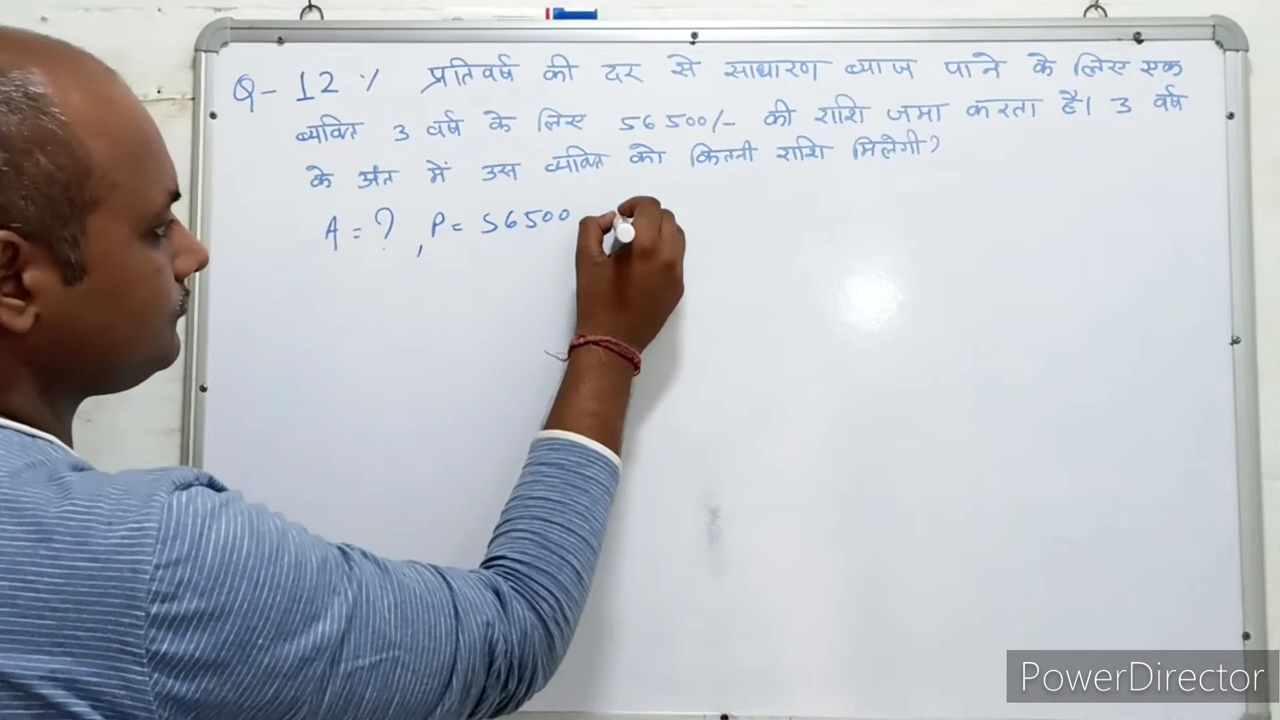 Q- 12% प्रतिवर्ष की दर से साधारण ब्याज पाने के लिए एक
व्यक्ति 3 वर्ष के लिए 56500/- की राशि जमा करता है। 3 वर्ष
के अंत में उस व्यक्ति को कितनी राशि मिलेगी?
A = ? , P = 56500
PowerDirector